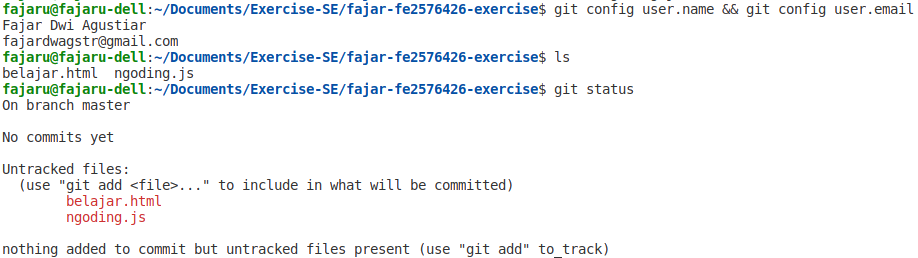 fajaru@fajaru-dell:~/Documents/Exercise-SE/fajar-fe2576426-exercise$ git config user.name && git config user.email
Fajar Dwi Agustiar
fajardwagstr@gmail.com
fajaru@fajaru-dell:~/Documents/Exercise-SE/fajar-fe2576426-exercise$ ls
belajar.html  ngoding.js
fajaru@fajaru-dell:~/Documents/Exercise-SE/fajar-fe2576426-exercise$ git status
On branch master
No commits yet
Untracked files:
  (use "git add <file>..." to include in what will be committed)
        belajar.html
        ngoding.js
nothing added to commit but untracked files present (use "git add" to_track)